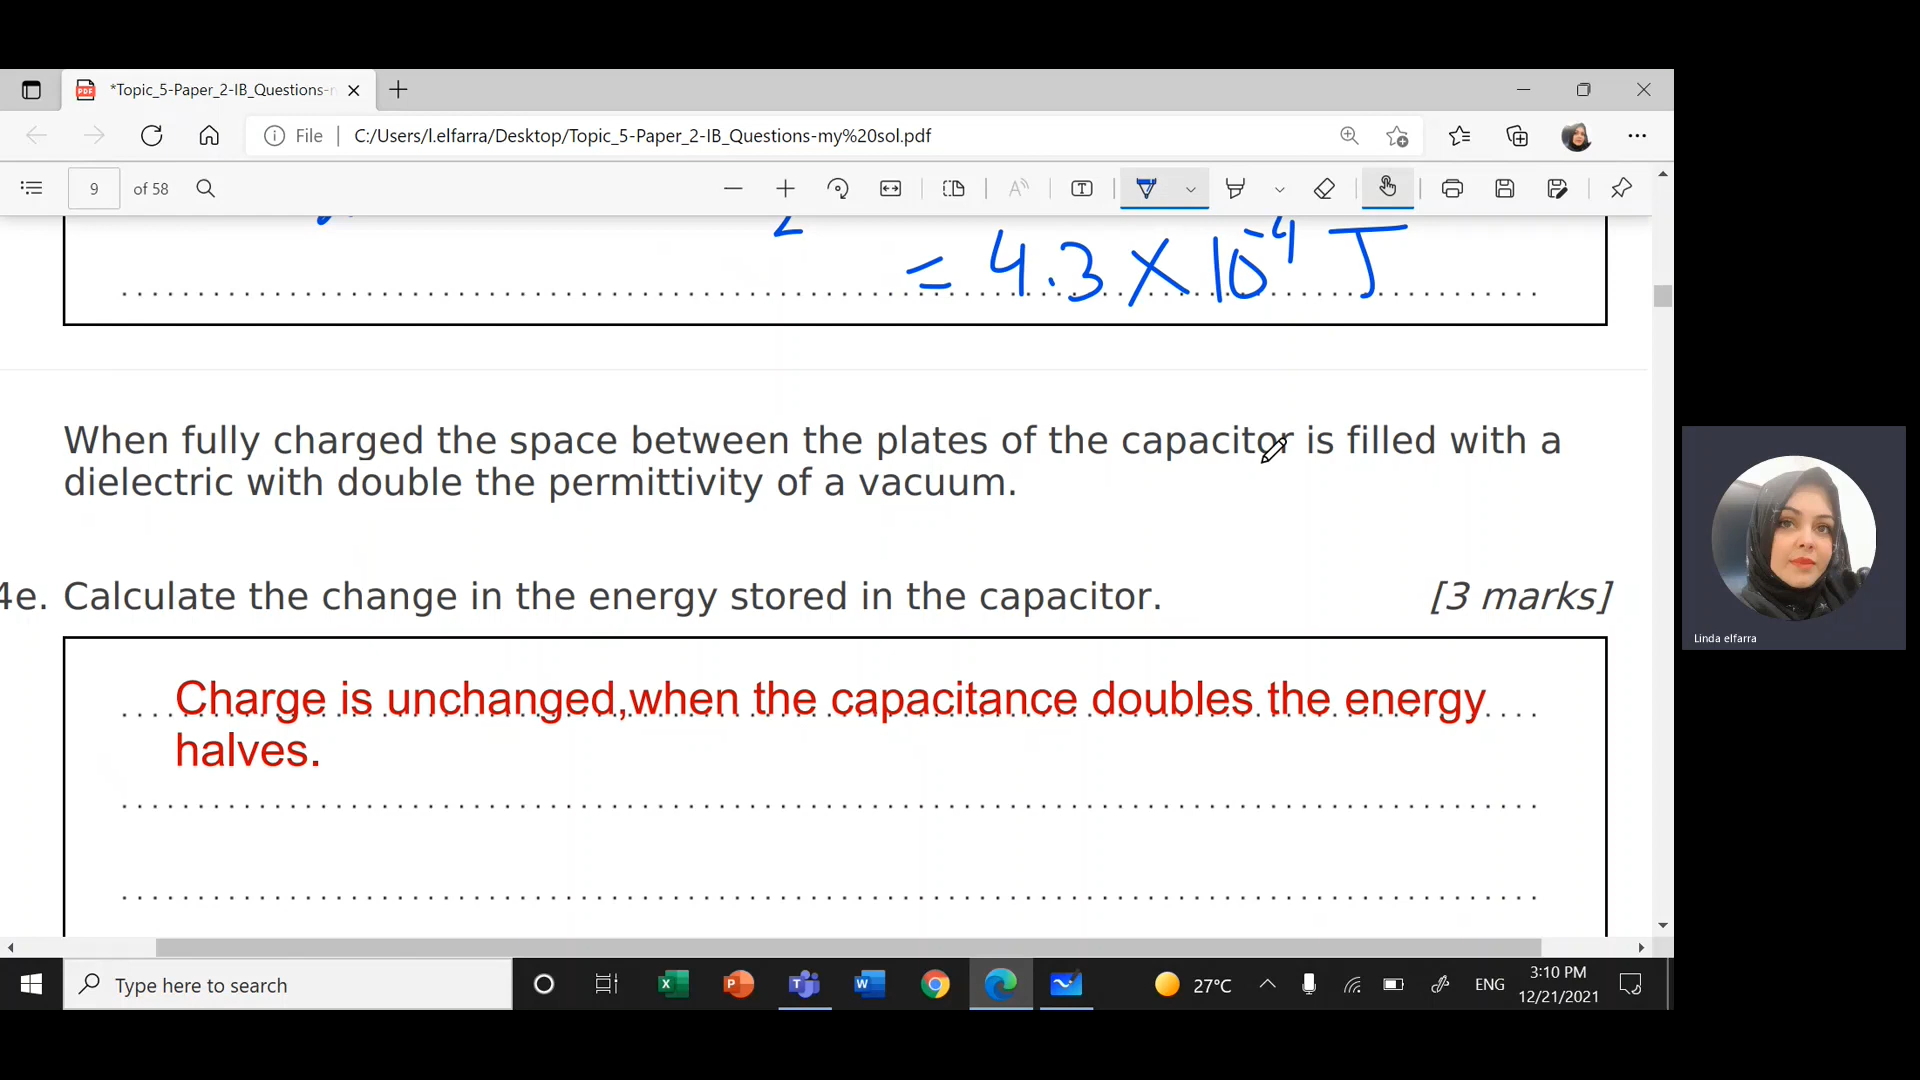 *Topic_5-Paper_2-IB_Questions-
File
C:/Users/l.elfarra/Desktop/Topic_5-Paper_2-IB_Questions-my%20sol.pdf
9 of 58
2
= 4.3 × 10⁻⁴ J
When fully charged the space between the plates of the capacitor is filled with a
dielectric with double the permittivity of a vacuum.
4e. Calculate the change in the energy stored in the capacitor. [3 marks]
Charge is unchanged,when the capacitance doubles the energy
halves.
Linda elfarra
Type here to search
27°C
ENG
3:10 PM
12/21/2021